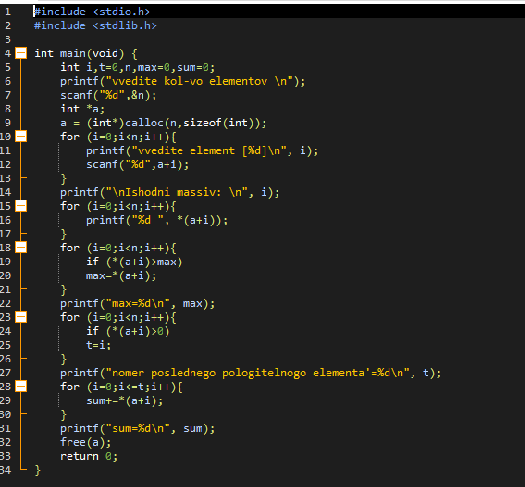 1 #include <stdio.h>
2 #include <stdlib.h>
3
4 int main(void) {
5 int i,t=0,n,max=0,sum=0;
6 printf("vvedite kol-vo elementov \n");
7 scanf("%d",&n);
8 int *a;
9 a = (int*)calloc(n,sizeof(int));
10 for (i=0;i<n;i++){
11 printf("vvedite element [%d]\n", i);
12 scanf("%d",a+i);
13 }
14 printf("\nIshodni massiv: \n", i);
15 for (i=0;i<n;i++){
16 printf("%d ", *(a+i));
17 }
18 for (i=0;i<n;i++){
19 if (*(a+i)>max)
20 max=*(a+i);
21 }
22 printf("max=%d\n", max);
23 for (i=0;i<n;i++){
24 if (*(a+i)>0)
25 t=i;
26 }
27 printf("nomer poslednego pologitelnogo elementa'=%d\n", t);
28 for (i=0;i<=t;i++){
29 sum+=*(a+i);
30 }
31 printf("sum=%d\n", sum);
32 free(a);
33 return 0;
34 }